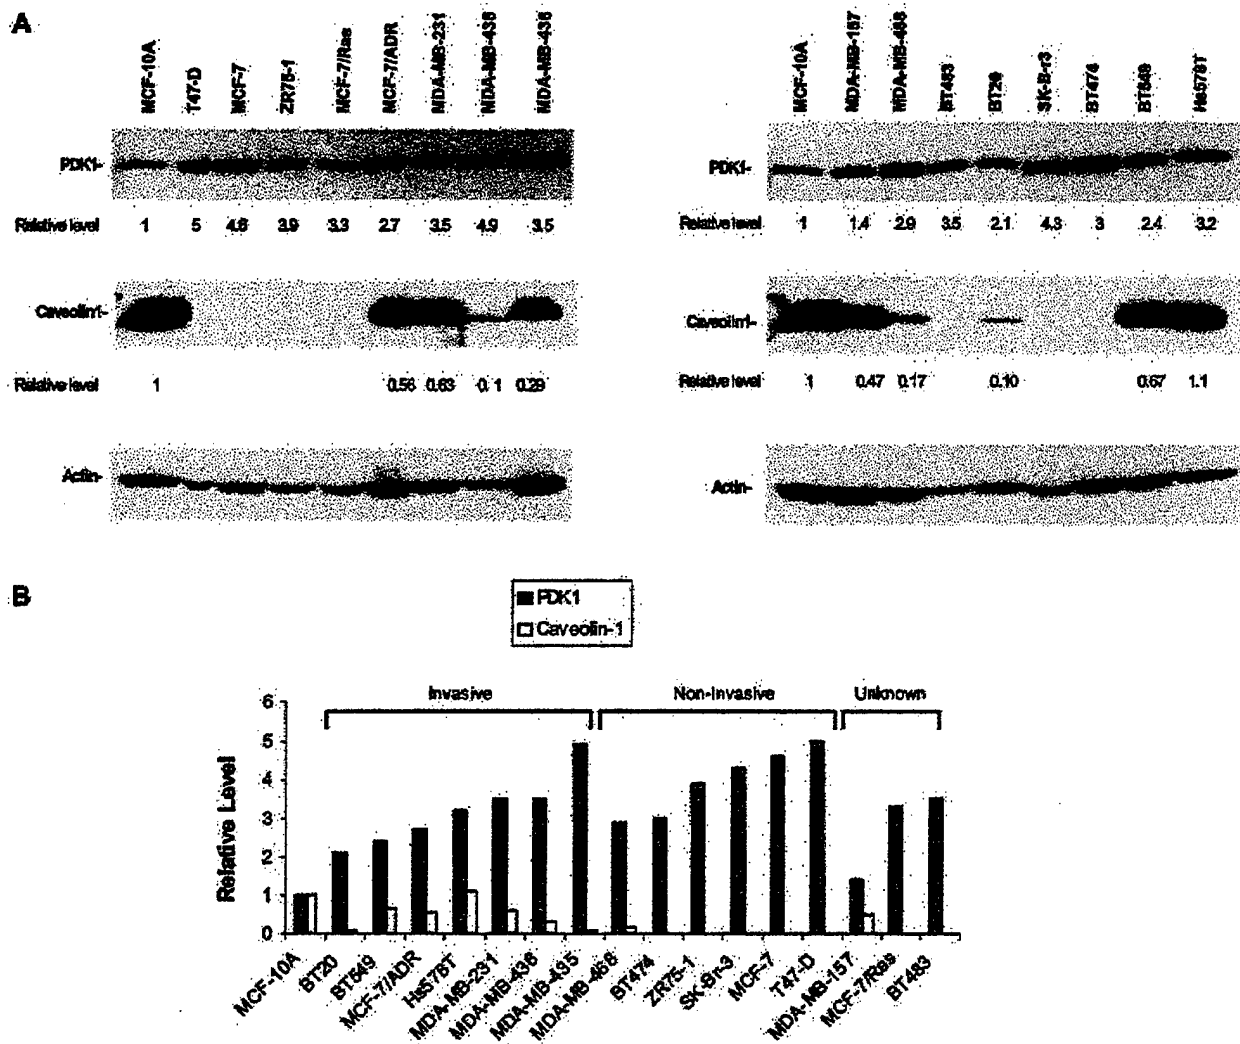 A
MCF-10A
T47-D
MCF-7
ZR75-1
MCF-7/Ras
MCF-7/ADR
MDA-MB-231
MDA-MB-435
MDA-MB-436
PDK1-
Relative level 1 5 4.6 3.9 3.3 2.7 3.5 4.9 3.5
Caveolin1-
Relative level 1 0.56 0.63 0.1 0.29
Actin-
MCF-10A
MDA-MB-157
MDA-MB-468
BT483
BT20
SK-Br-3
BT474
BT549
Hs578T
PDK1-
Relative level 1 1.4 2.9 3.5 2.1 4.3 3 2.4 3.2
Caveolin1-
Relative level 1 0.47 0.17 0.10 0.67 1.1
Actin-
B
PDK1
Caveolin-1
Invasive Non-Invasive Unknown
Relative Level
6
5
4
3
2
1
0
MCF-10A
BT20
BT549
MCF-7/ADR
Hs578T
MDA-MB-231
MDA-MB-436
MDA-MB-435
MDA-MB-468
BT474
ZR75-1
SK-Br-3
MCF-7
T47-D
MDA-MB-157
MCF-7/Ras
BT483